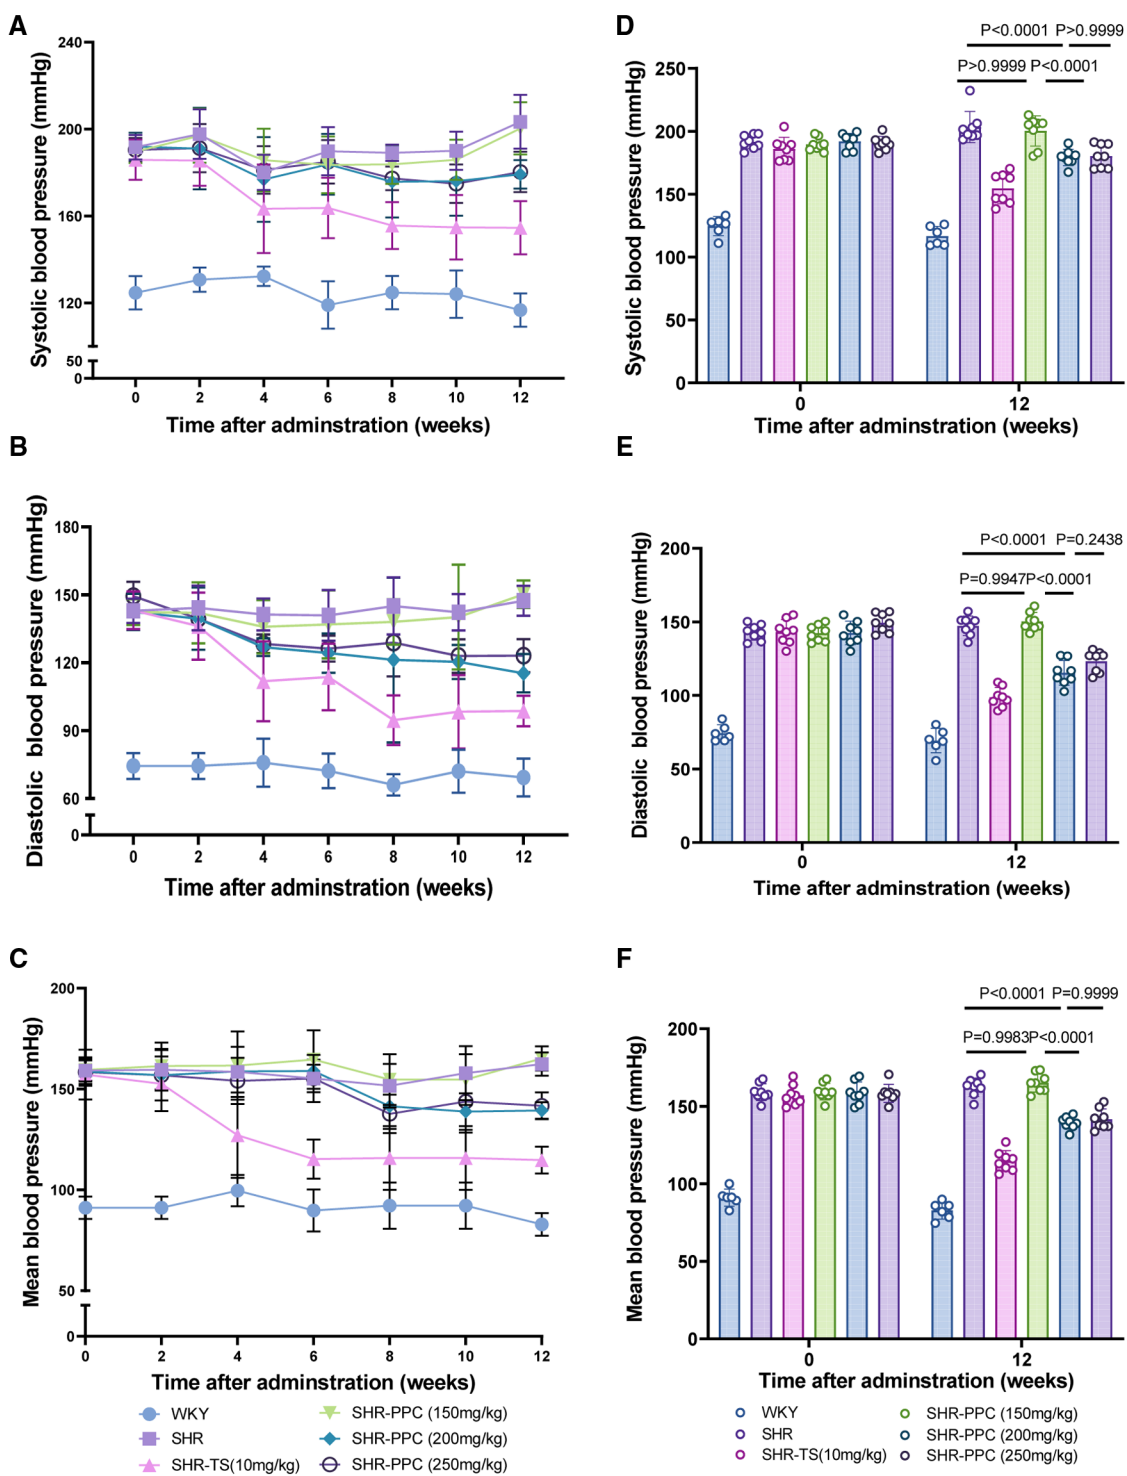 A
Systolic blood pressure (mmHg)
240
200
160
120
50
0
0 2 4 6 8 10 12
Time after adminstration (weeks)
D
Systolic blood pressure (mmHg)
P<0.0001 P>0.9999
P>0.9999 P<0.0001
250
200
150
100
50
0
0 12
Time after adminstration (weeks)
B
Diastolic blood pressure (mmHg)
180
150
120
90
60
0
0 2 4 6 8 10 12
Time after adminstration (weeks)
E
Diastolic blood pressure (mmHg)
P<0.0001 P=0.2438
P=0.9947 P<0.0001
200
150
100
50
0
0 12
Time after adminstration (weeks)
C
Mean blood pressure (mmHg)
200
150
100
50
0
0 2 4 6 8 10 12
Time after adminstration (weeks)
WKY
SHR
SHR-TS(10mg/kg)
SHR-PPC (150mg/kg)
SHR-PPC (200mg/kg)
SHR-PPC (250mg/kg)
F
Mean blood pressure (mmHg)
P<0.0001 P=0.9999
P=0.9983 P<0.0001
200
150
100
50
0
0 12
Time after adminstration (weeks)
WKY
SHR
SHR-TS(10mg/kg)
SHR-PPC (150mg/kg)
SHR-PPC (200mg/kg)
SHR-PPC (250mg/kg)